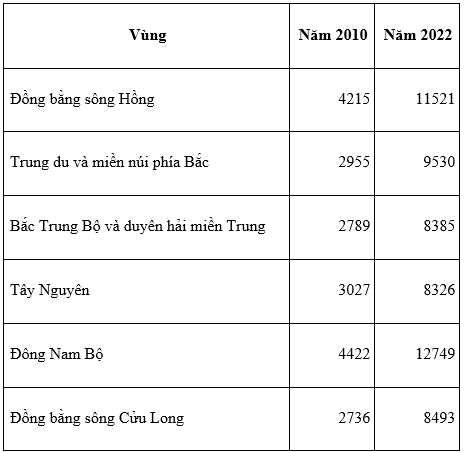 Vùng Năm 2010 Năm 2022
Đồng bằng sông Hồng 4215 11521
Trung du và miền núi phía Bắc 2955 9530
Bắc Trung Bộ và duyên hải miền Trung 2789 8385
Tây Nguyên 3027 8326
Đông Nam Bộ 4422 12749
Đồng bằng sông Cửu Long 2736 8493